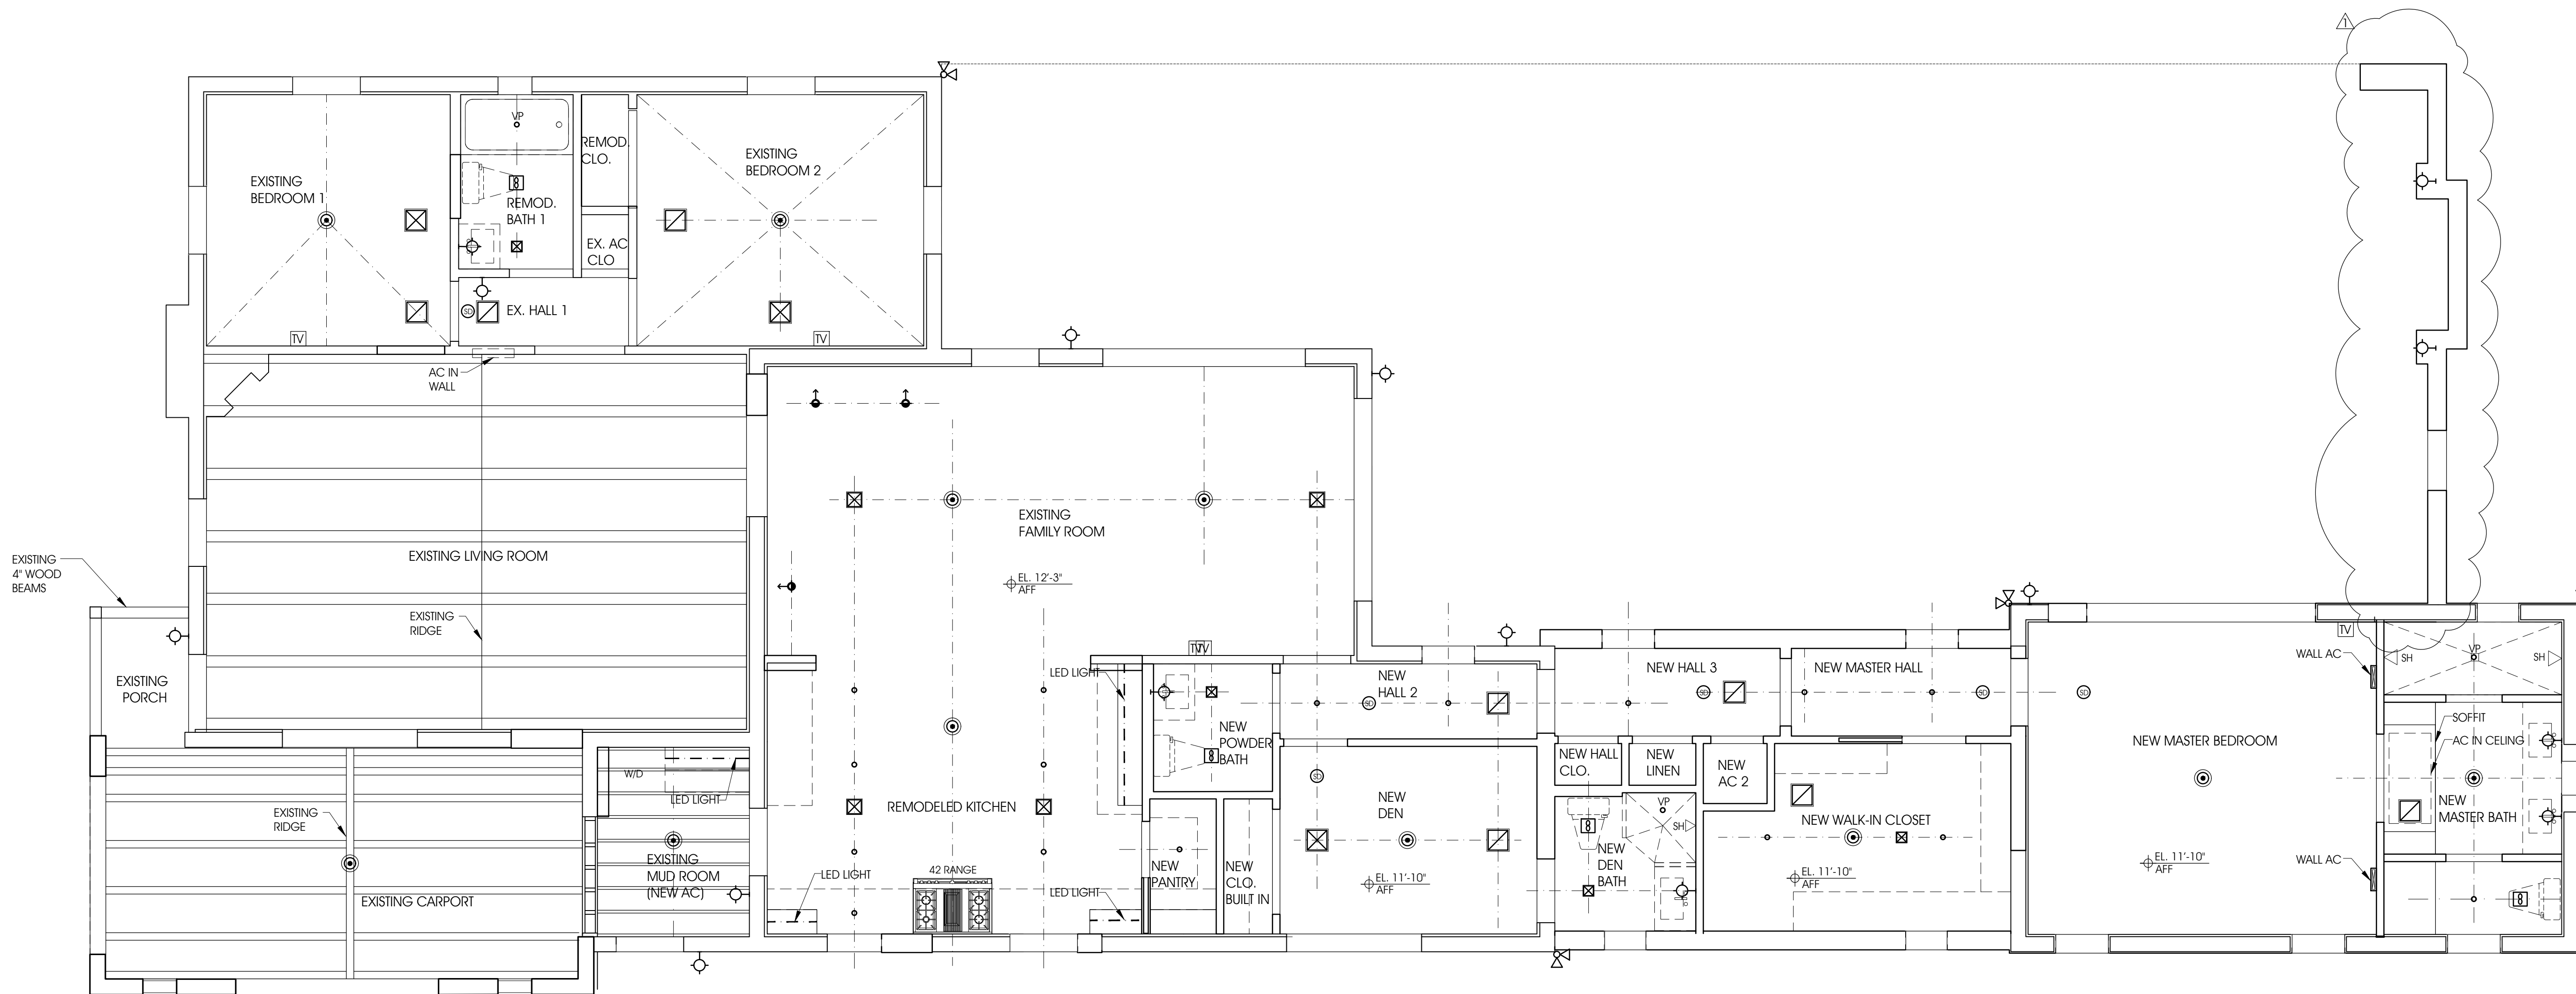 1
EXISTING
BEDROOM 1
TV
VP
REMOD.
BATH 1
REMOD.
CLO.
EX. AC
CLO
EXISTING
BEDROOM 2
TV
SD
EX. HALL 1
AC IN
WALL
EXISTING LIVING ROOM
EXISTING
RIDGE
EXISTING
4" WOOD
BEAMS
EXISTING
PORCH
EXISTING
RIDGE
EXISTING CARPORT
W/D
LED LIGHT
EXISTING
MUD ROOM
(NEW AC)
EXISTING
FAMILY ROOM
EL. 12'-3"
AFF
TV
TV
REMODELED KITCHEN
LED LIGHT
42 RANGE
LED LIGHT
LED LIGHT
NEW
POWDER
BATH
NEW
PANTRY
NEW
CLO.
BUILT IN
NEW
HALL 2
SD
SD
NEW
DEN
EL. 11'-10"
AFF
NEW HALL 3
SD
NEW HALL
CLO.
NEW
LINEN
NEW
AC 2
VP
SH
NEW
DEN
BATH
NEW MASTER HALL
SD
NEW WALK-IN CLOSET
EL. 11'-10"
AFF
SD
NEW MASTER BEDROOM
EL. 11'-10"
AFF
TV
WALL AC
WALL AC
SH
VP
SH
SOFFIT
AC IN CELING
NEW
MASTER BATH